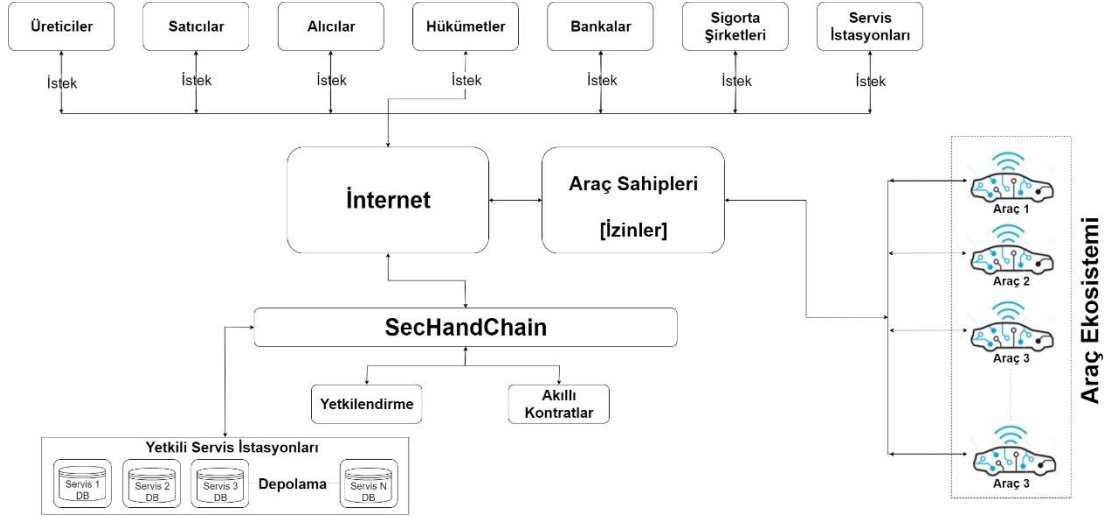 Üreticiler
Satıcılar
Alıcılar
Hükümetler
Bankalar
Sigorta
Şirketleri
Servis
İstasyonları
İstek
İstek
İstek
İstek
İstek
İstek
İstek
İnternet
Araç Sahipleri
[İzinler]
Araç 1
Araç 2
Araç 3
Araç 3
Araç Ekosistemi
SecHandChain
Yetkilendirme
Akıllı
Kontratlar
Yetkili Servis İstasyonları
Servis 1
DB
Servis 2
DB
Servis 3
DB
Depolama
Servis N
DB